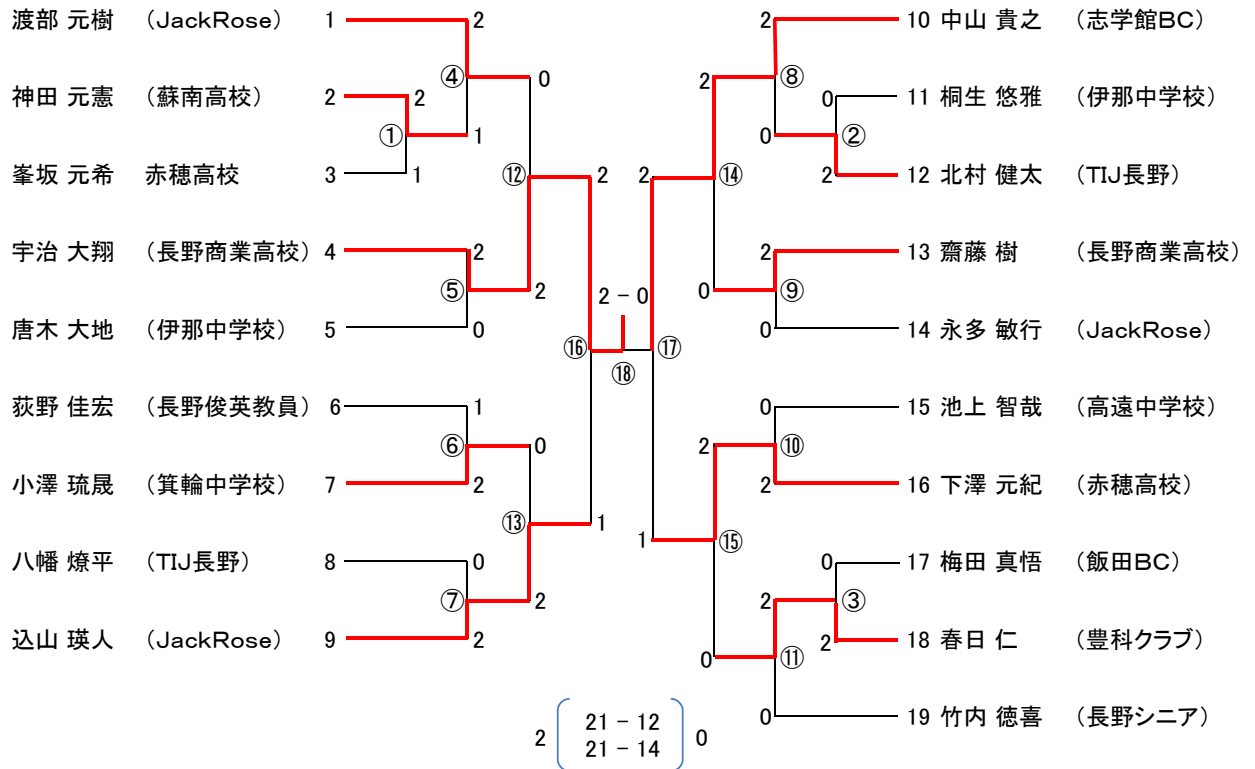 渡部 元樹 （JackRose） 1 2 2 10 中山 貴之 （志学館BC）
④ 0 2 ⑧
神田 元憲 （蘇南高校） 2 2 0 11 桐生 悠雅 （伊那中学校）
① 1 0 ②
峯坂 元希 赤穂高校 3 1 2 12 北村 健太 （TIJ長野）
⑫ 2 2 ⑭
宇治 大翔 （長野商業高校） 4 2 2 13 齋藤 樹 （長野商業高校）
⑤ 2 2 － 0 0 ⑨
唐木 大地 （伊那中学校） 5 0 0 14 永多 敏行 （JackRose）
⑯ ⑱ ⑰
荻野 佳宏 （長野俊英教員） 6 1 0 15 池上 智哉 （高遠中学校）
⑥ 0 2 ⑩
小澤 琉晟 （箕輪中学校） 7 2 2 16 下澤 元紀 （赤穂高校）
⑬ 1 1 ⑮
八幡 燎平 （TIJ長野） 8 0 0 17 梅田 真悟 （飯田BC）
⑦ 2 2 ③
込山 瑛人 （JackRose） 9 2 2 18 春日 仁 （豊科クラブ）
0 ⑪
0 19 竹内 徳喜 （長野シニア）
21 － 12
2 0
21 － 14